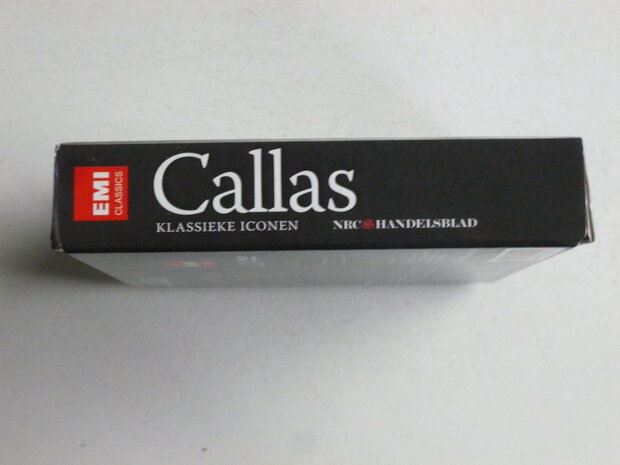 EMI
CLASSICS
Callas
KLASSIEKE ICONEN
NRC HANDELSBLAD